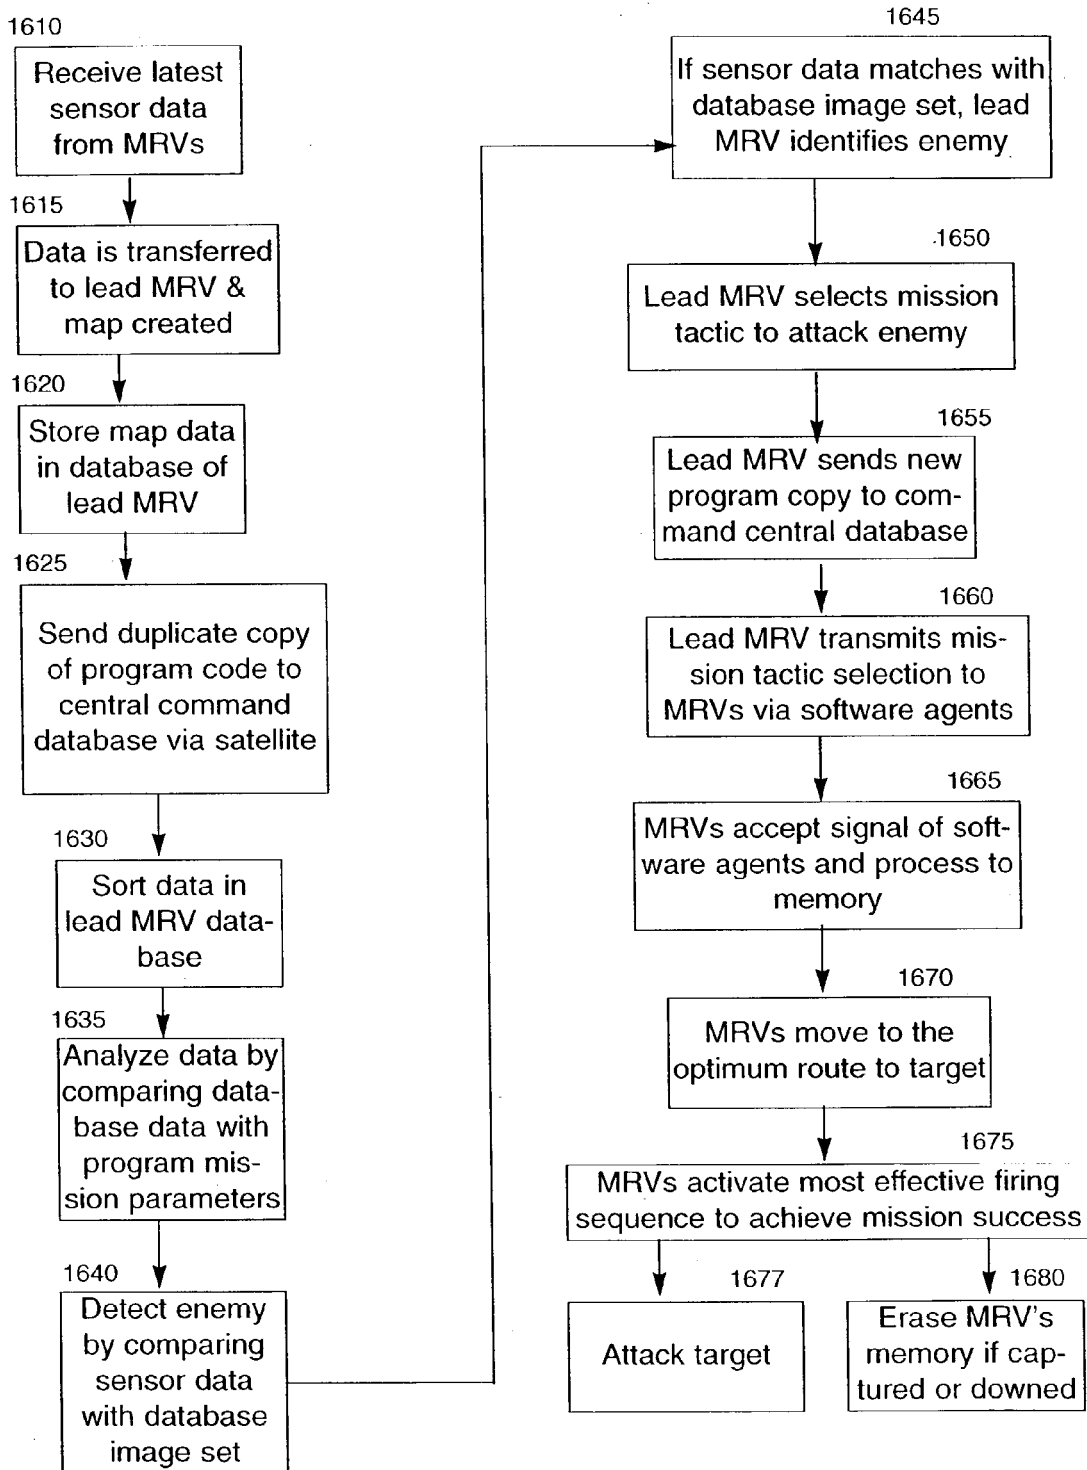 1610
Receive latest
sensor data
from MRVs
1615
Data is transferred
to lead MRV &
map created
1620
Store map data
in database of
lead MRV
1625
Send duplicate copy
of program code to
central command
database via satellite
1630
Sort data in
lead MRV data-
base
1635
Analyze data by
comparing data-
base data with
program mis-
sion parameters
1640
Detect enemy
by comparing
sensor data
with database
image set
1645
If sensor data matches with
database image set, lead
MRV identifies enemy
1650
Lead MRV selects mission
tactic to attack enemy
1655
Lead MRV sends new
program copy to com-
mand central database
1660
Lead MRV transmits mis-
sion tactic selection to
MRVs via software agents
1665
MRVs accept signal of soft-
ware agents and process to
memory
1670
MRVs move to the
optimum route to target
1675
MRVs activate most effective firing
sequence to achieve mission success
1677
Attack target
1680
Erase MRV's
memory if cap-
tured or downed